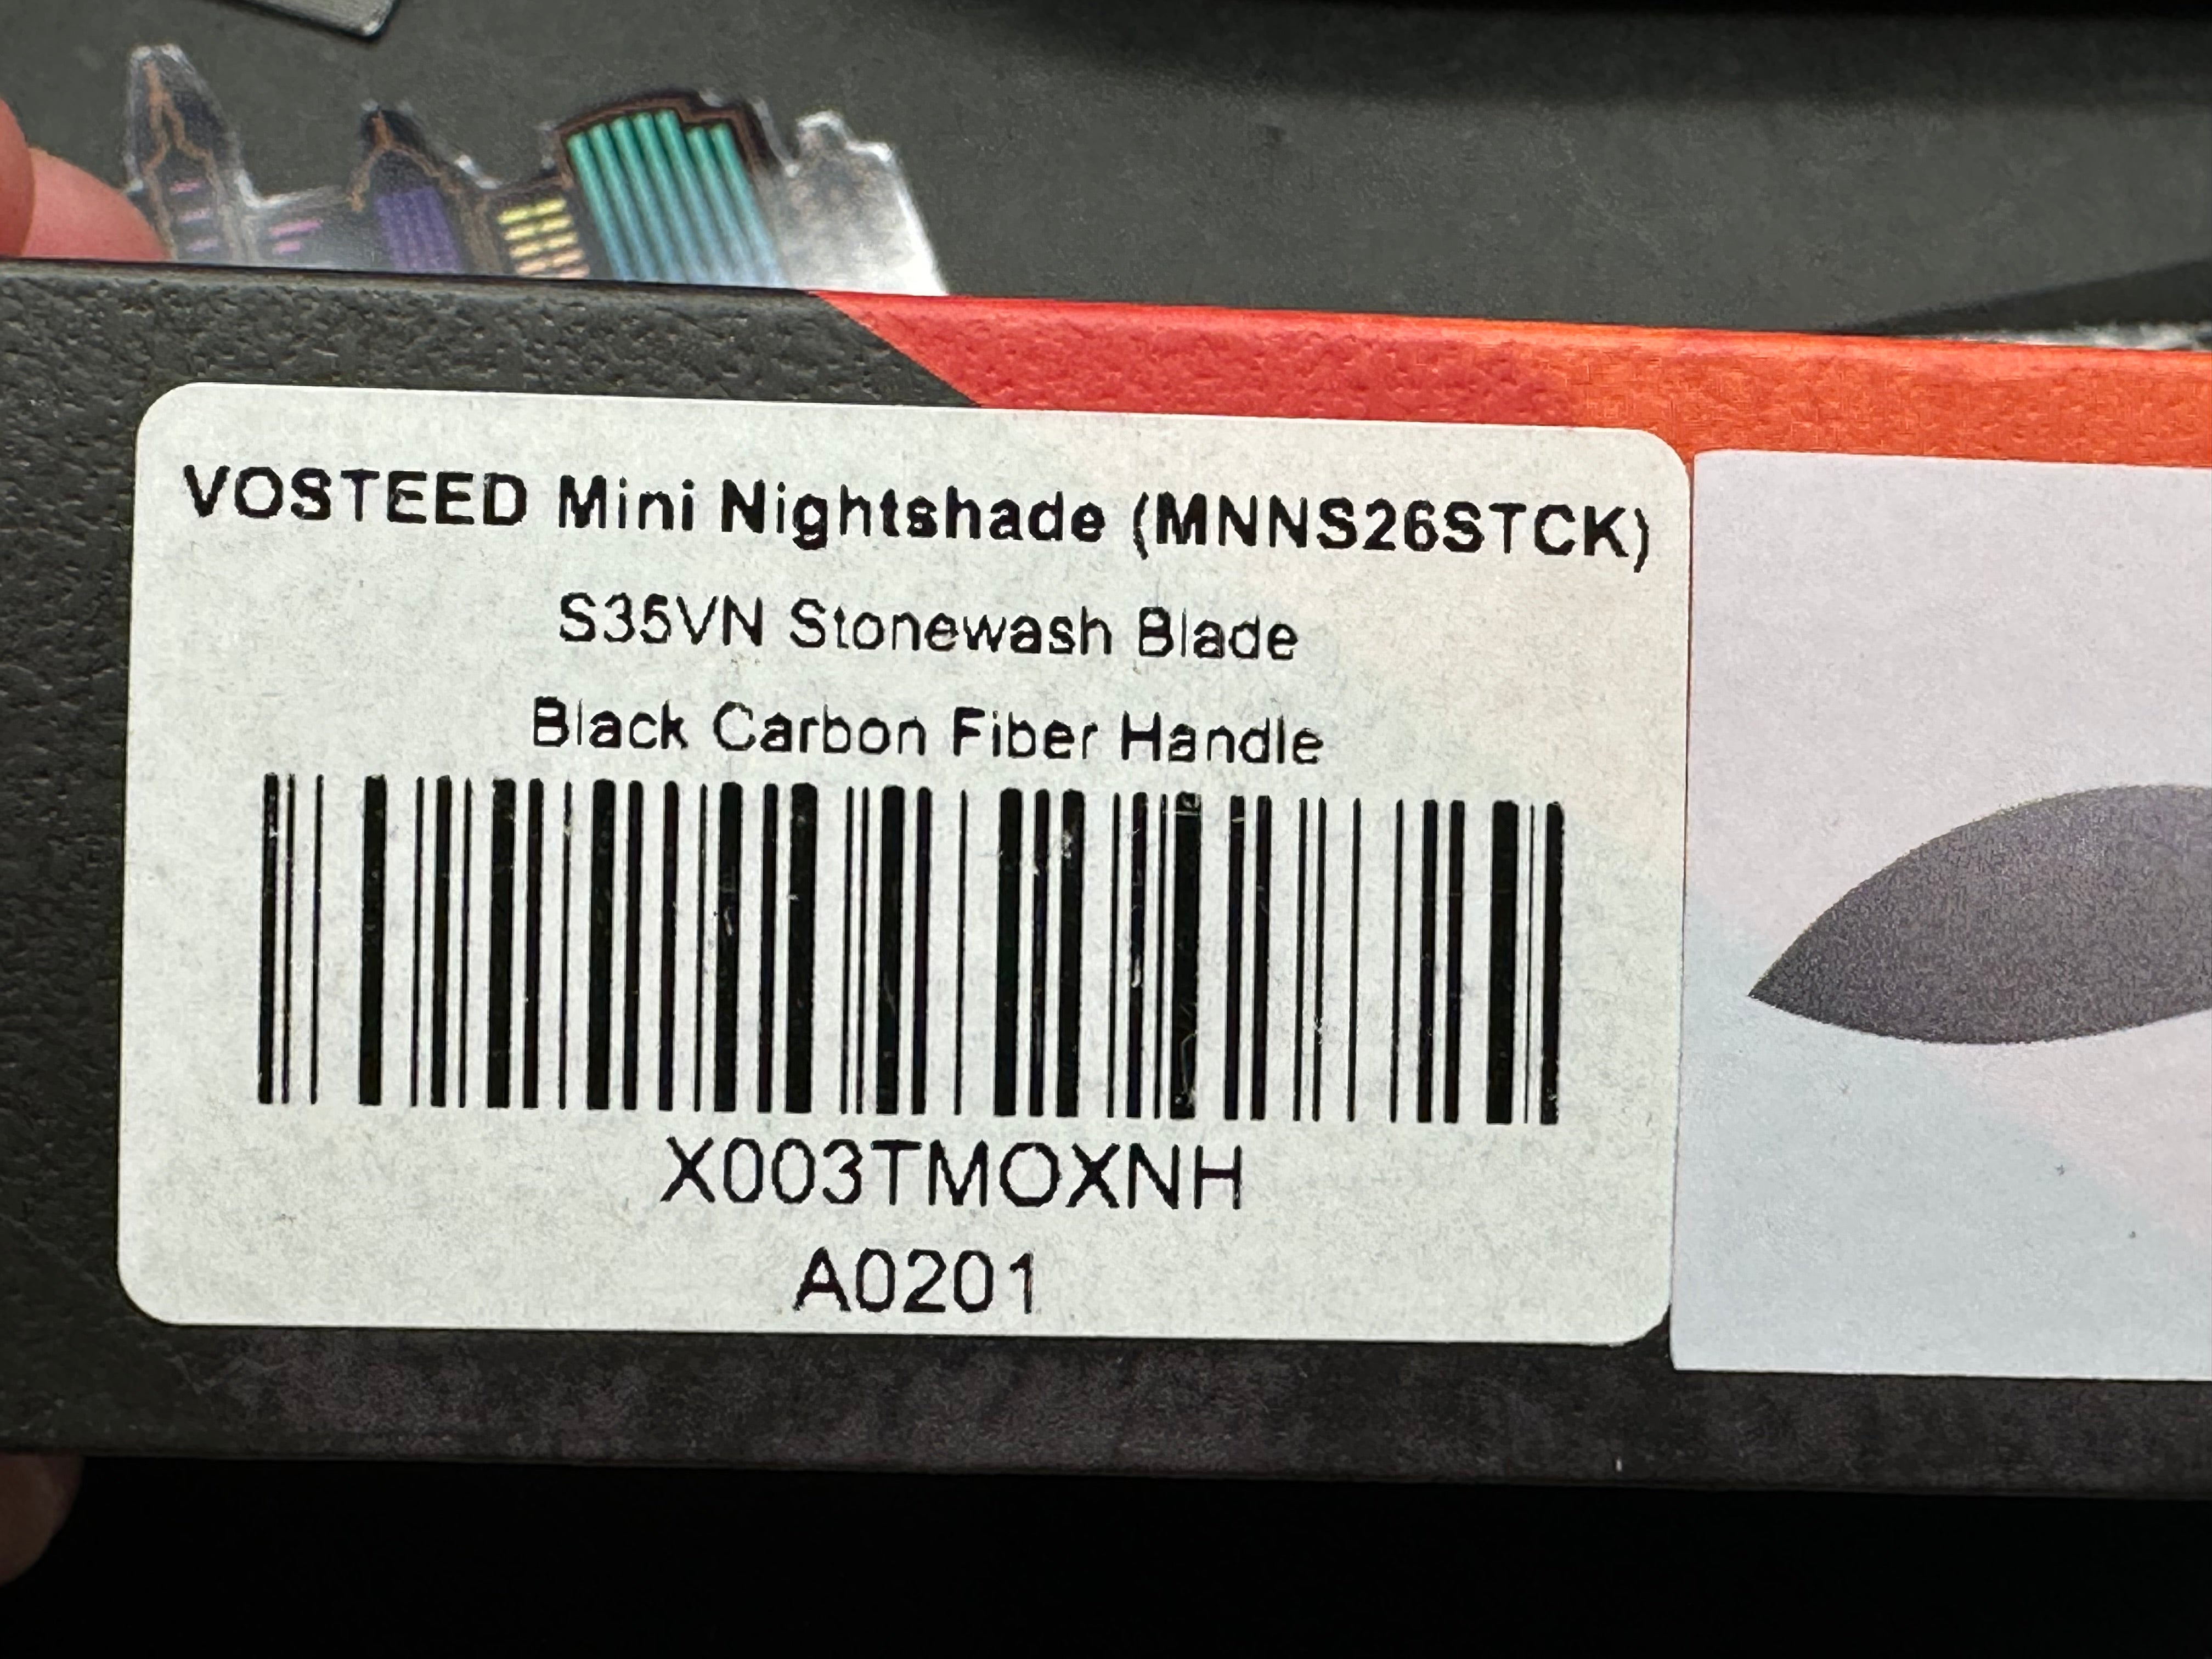 VOSTEED Mini Nightshade (MNNS26STCK)
S35VN Stonewash Blade
Black Carbon Fiber Handle
X003TMOXNH
A0201